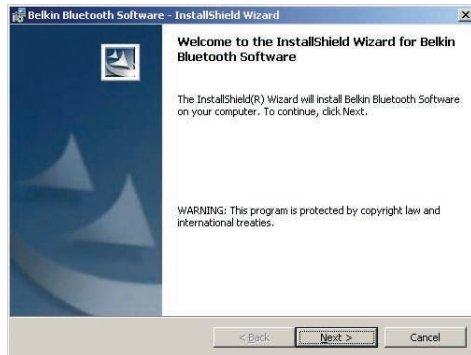 Belkin Bluetooth Software - InstallShield Wizard
Welcome to the InstallShield Wizard for Belkin
Bluetooth Software
The InstallShield(R) Wizard will install Belkin Bluetooth Software
on your computer. To continue, click Next.
WARNING: This program is protected by copyright law and
international treaties.
< Back
Next >
Cancel